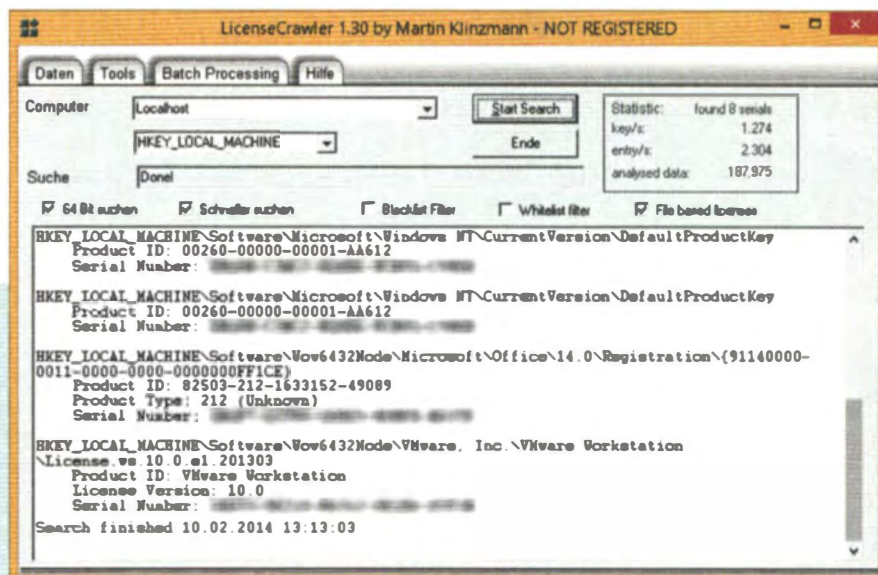 LicenseCrawler 1.30 by Martin Klinzmann - NOT REGISTERED
Daten Tools Batch Processing Hilfe
Computer Localhost Start Search
HKEY_LOCAL_MACHINE Ende
Suche Done!
Statistic: found 8 serials
key/s: 1.274
entry/s: 2.304
analysed data: 187.975
64 Bit suchen Schneller suchen Blacklist Filter Whitelist filter File based licenses
HKEY_LOCAL_MACHINE\Software\Microsoft\Windows NT\CurrentVersion\DefaultProductKey
Product ID: 00260-00000-00001-AA612
Serial Number:
HKEY_LOCAL_MACHINE\Software\Microsoft\Windows NT\CurrentVersion\DefaultProductKey
Product ID: 00260-00000-00001-AA612
Serial Number:
HKEY_LOCAL_MACHINE\Software\Wow6432Node\Microsoft\Office\14.0\Registration\{91140000-
0011-0000-0000-0000000FF1CE}
Product ID: 82503-212-1633152-49089
Product Type: 212 (Unknown)
Serial Number:
HKEY_LOCAL_MACHINE\Software\Wow6432Node\VMware, Inc.\VMware Workstation
\License.ws.10.0.e1.201303
Product ID: VMware Workstation
License Version: 10.0
Serial Number:
Search finished 10.02.2014 13:13:03